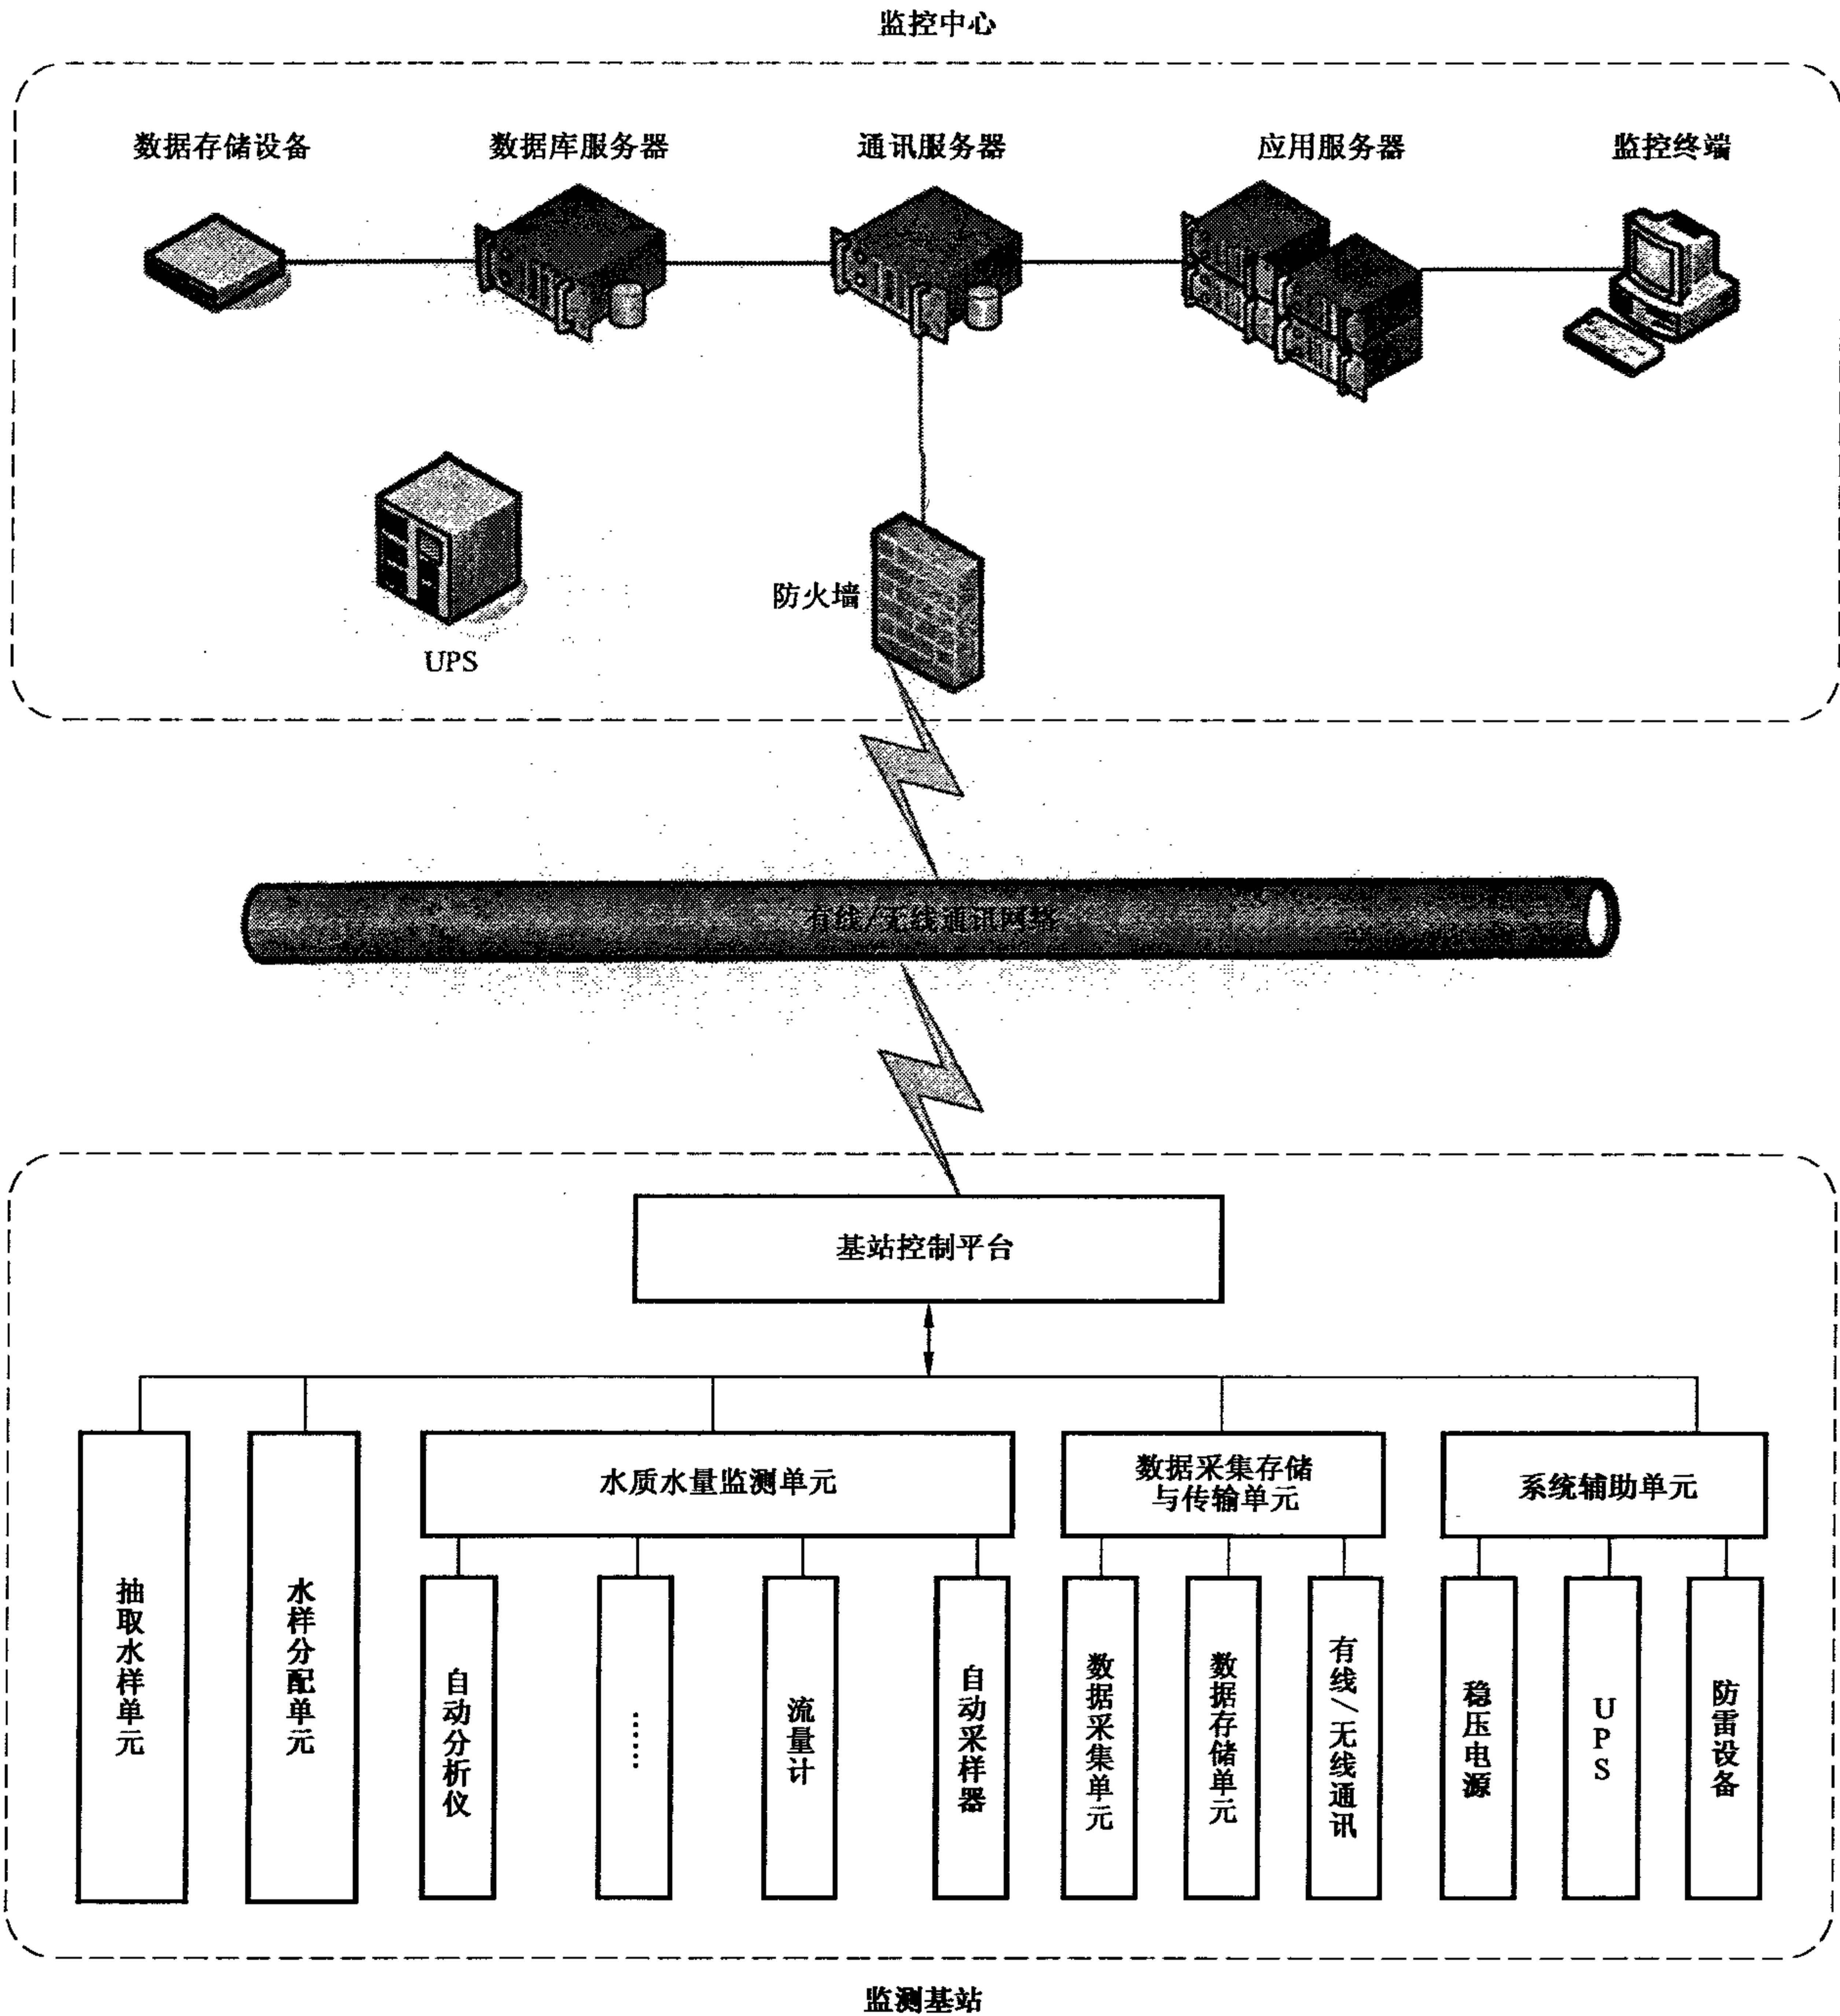 监控中心
数据存储设备
数据库服务器
通讯服务器
应用服务器
监控终端
防火墙
UPS
有线/无线通讯网络
基站控制平台
水质水量监测单元
数据采集存储
与传输单元
系统辅助单元
抽取水样单元
水样分配单元
自动分析仪
……
流量计
自动采样器
数据采集单元
数据存储单元
有线/无线通讯
稳压电源
UPS
防雷设备
监测基站